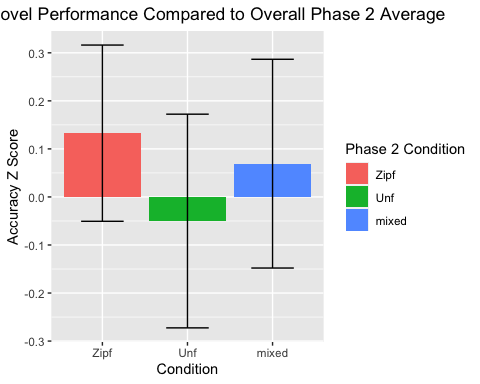 ovel Performance Compared to Overall Phase 2 Average
0.3
0.2
0.1
0.0
-0.1
-0.2
-0.3
Accuracy Z Score
Zipf Unf mixed
Condition
Phase 2 Condition
Zipf
Unf
mixed